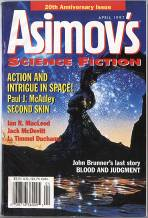 20th Anniversary Issue
APRIL 1997
Asimov's
SCIENCE FICTION
ACTION AND
INTRIGUE IN SPACE!
Paul J. McAuley
SECOND SKIN
Ian R. MacLeod
Jack McDevitt
L. Timmel Duchamp
John Brunner's last story
BLOOD AND JUDGMENT